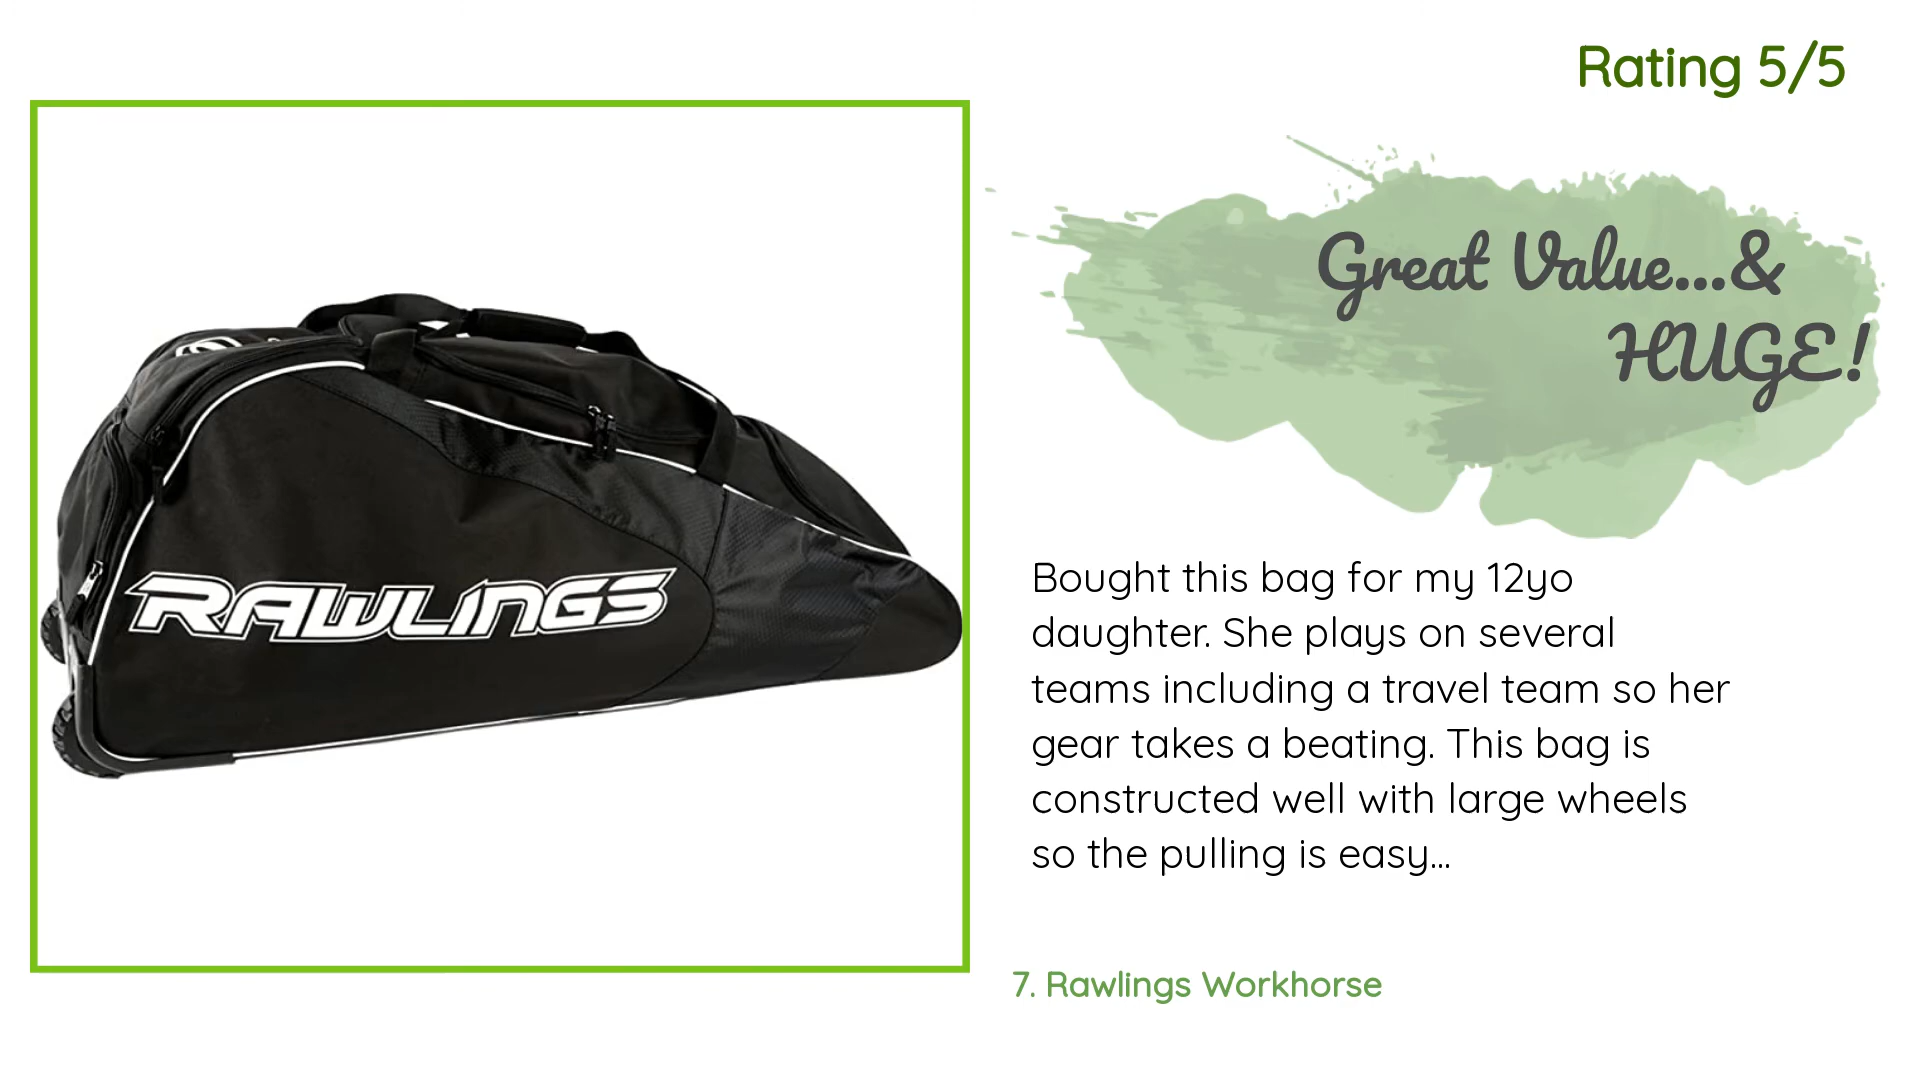 Rating 5/5
Great Value...&
HUGE!
RAWLINGS
Bought this bag for my 12yo
daughter. She plays on several
teams including a travel team so her
gear takes a beating. This bag is
constructed well with large wheels
so the pulling is easy...
7. Rawlings Workhorse